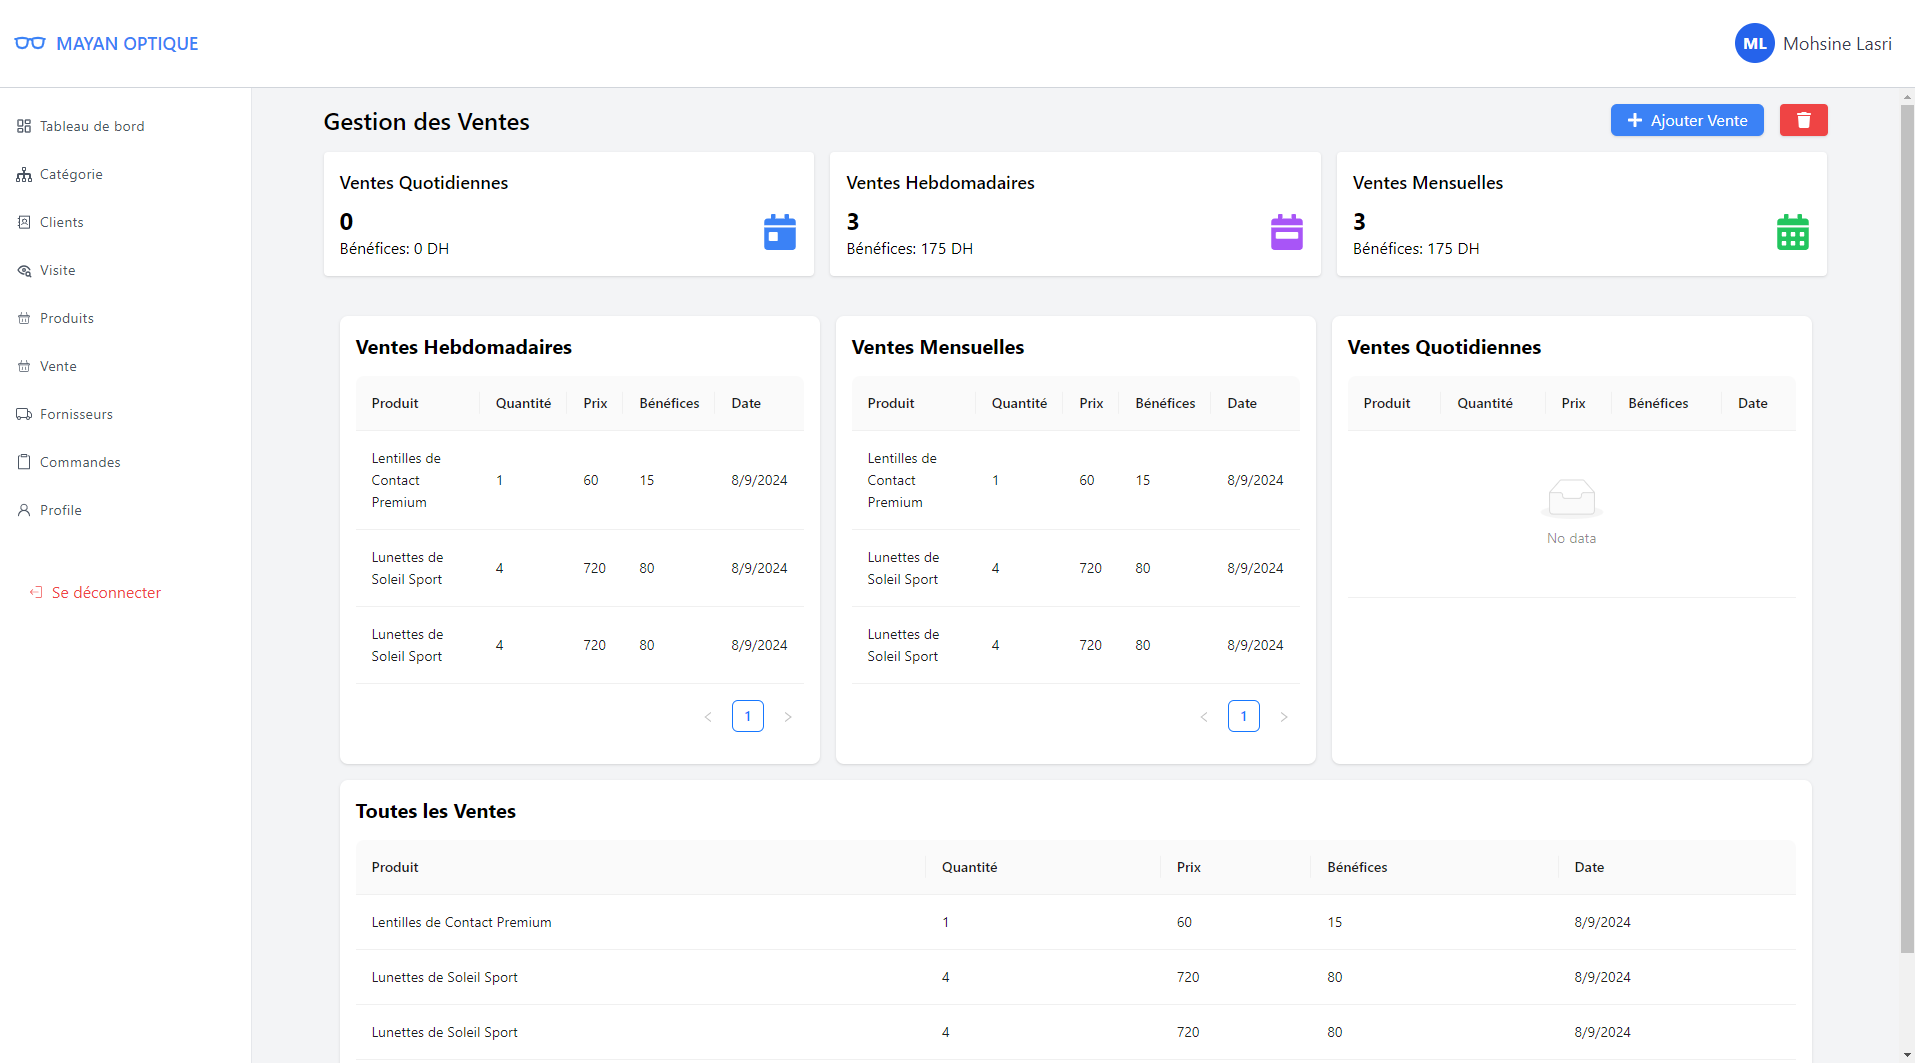 MAYAN OPTIQUE
ML Mohsine Lasri
Tableau de bord
Catégorie
Clients
Visite
Produits
Vente
Fornisseurs
Commandes
Profile
Se déconnecter
Gestion des Ventes
Ajouter Vente
Ventes Quotidiennes
0
Bénéfices: 0 DH
Ventes Hebdomadaires
3
Bénéfices: 175 DH
Ventes Mensuelles
3
Bénéfices: 175 DH
Ventes Hebdomadaires
Produit Quantité Prix Bénéfices Date
Lentilles de
Contact
Premium
1 60 15 8/9/2024
Lunettes de
Soleil Sport
4 720 80 8/9/2024
Lunettes de
Soleil Sport
4 720 80 8/9/2024
< 1 >
Ventes Mensuelles
Produit Quantité Prix Bénéfices Date
Lentilles de
Contact
Premium
1 60 15 8/9/2024
Lunettes de
Soleil Sport
4 720 80 8/9/2024
Lunettes de
Soleil Sport
4 720 80 8/9/2024
< 1 >
Ventes Quotidiennes
Produit Quantité Prix Bénéfices Date
No data
Toutes les Ventes
Produit Quantité Prix Bénéfices Date
Lentilles de Contact Premium 1 60 15 8/9/2024
Lunettes de Soleil Sport 4 720 80 8/9/2024
Lunettes de Soleil Sport 4 720 80 8/9/2024